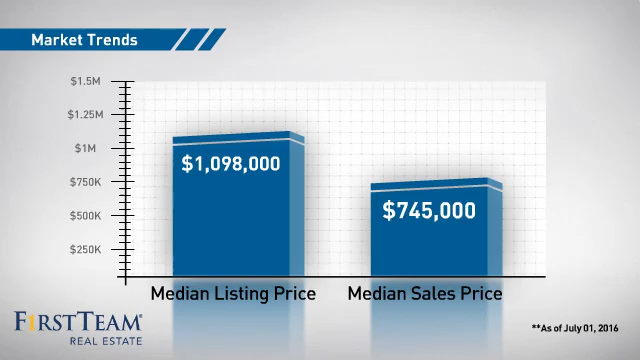 Market Trends
$1.5M
$1.25M
$1M
$750K
$500K
$250K
$1,098,000
$745,000
Median Listing Price
Median Sales Price
FIRSTTEAM®
REAL ESTATE
**As of July 01, 2016